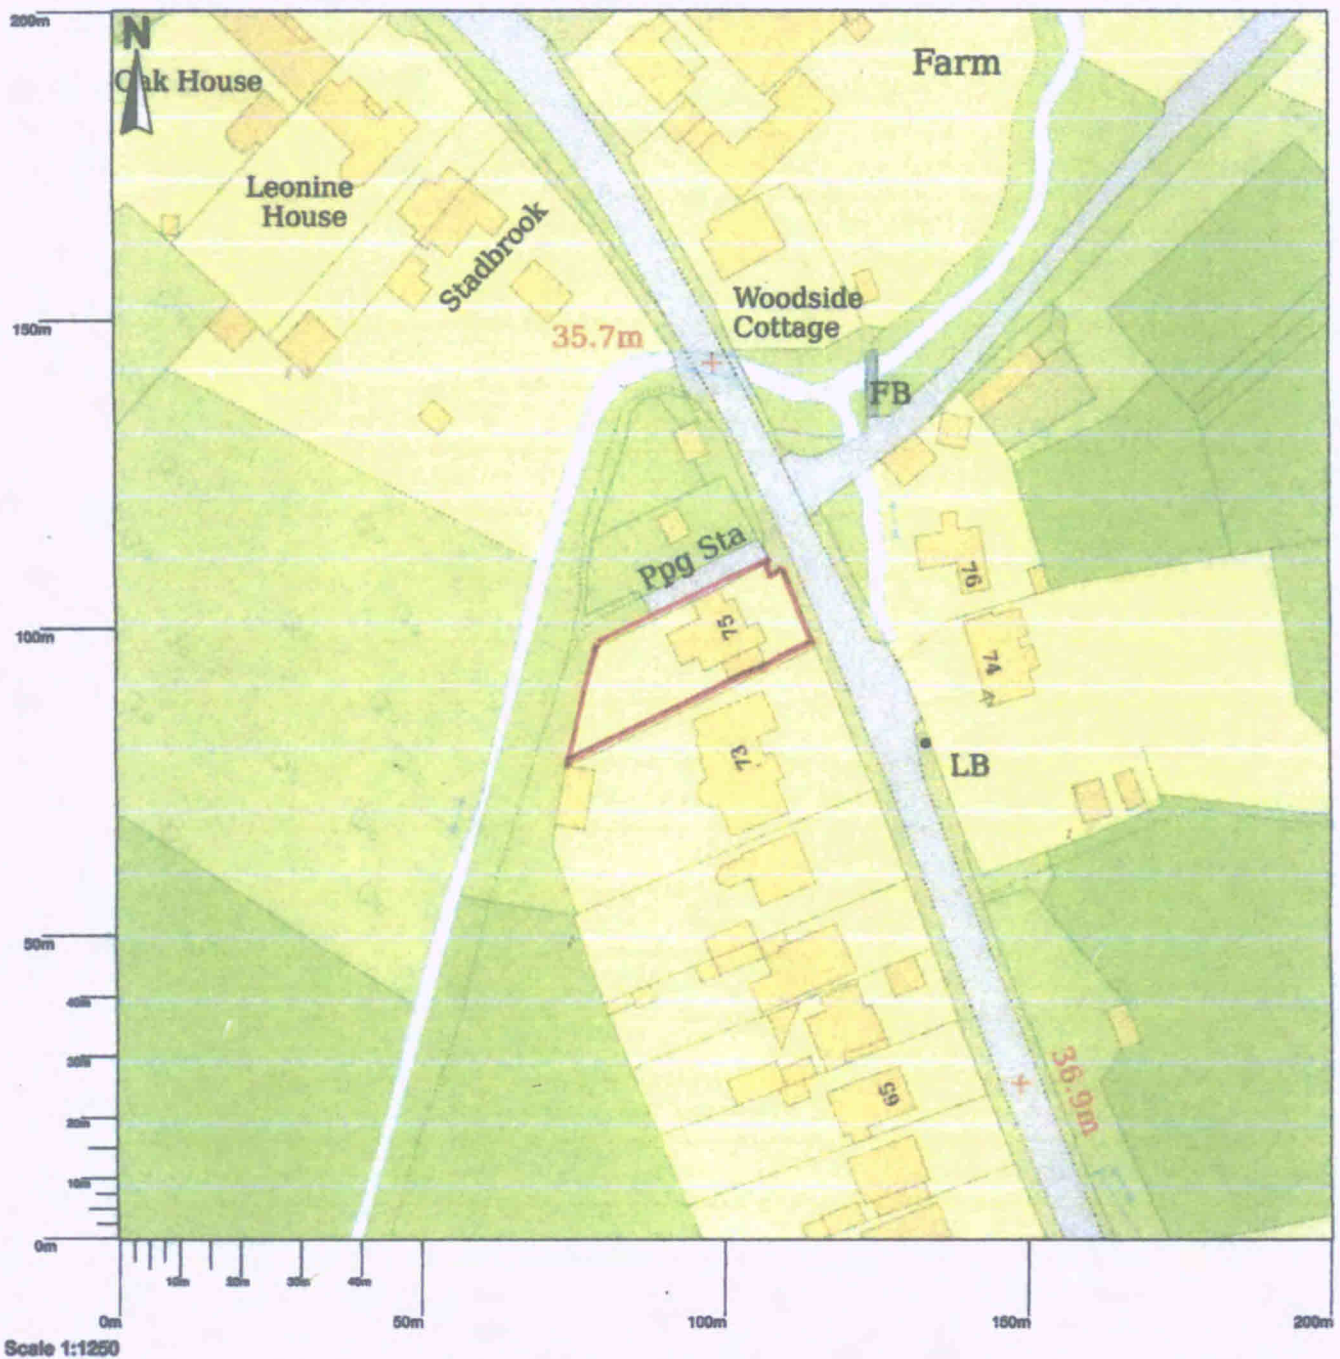 200m
N
Oak House
Farm
Leonine
House
Stadbrook
150m
35.7m
Woodside
Cottage
FB
Ppg Sta
76
100m
75
74
73
LB
50m
40m
30m
36.9m
65
20m
10m
0m
10m
20m
30m
40m
0m
50m
100m
150m
200m
Scale 1:1250